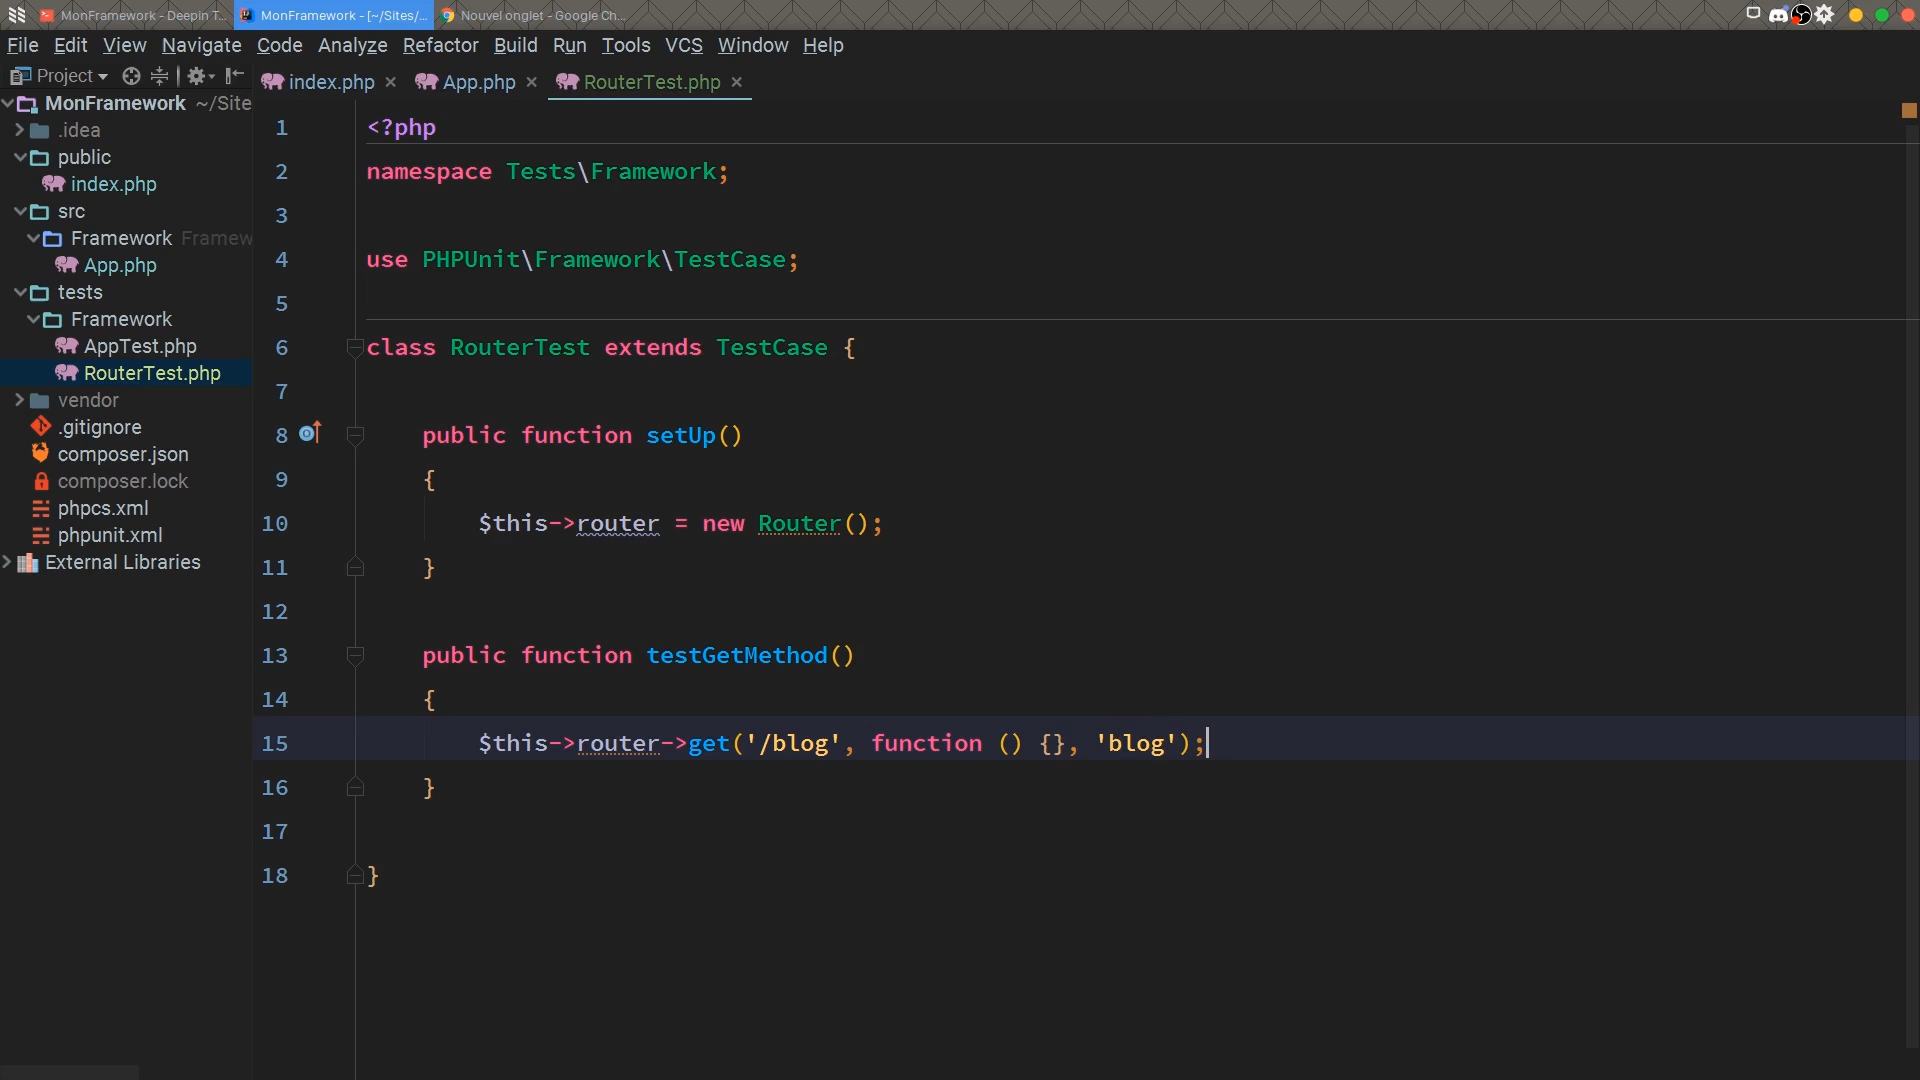 MonFramework - Deepin T...
MonFramework - [~/Sites/...
Nouvel onglet - Google Ch...
File Edit View Navigate Code Analyze Refactor Build Run Tools VCS Window Help
Project
index.php
App.php
RouterTest.php
MonFramework ~/Site
.idea
public
index.php
src
Framework Framew
App.php
tests
Framework
AppTest.php
RouterTest.php
vendor
.gitignore
composer.json
composer.lock
phpcs.xml
phpunit.xml
External Libraries
1 <?php
2 namespace Tests\Framework;
3
4 use PHPUnit\Framework\TestCase;
5
6 class RouterTest extends TestCase {
7
8 public function setUp()
9 {
10 $this->router = new Router();
11 }
12
13 public function testGetMethod()
14 {
15 $this->router->get('/blog', function () {}, 'blog');
16 }
17
18 }